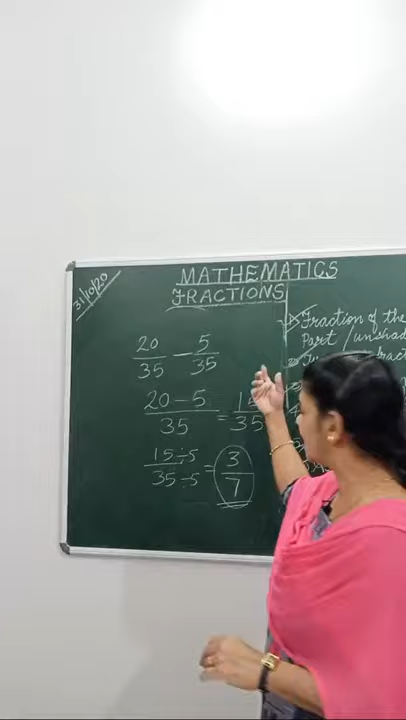 31/10/20
MATHEMATICS
FRACTIONS
20/35 - 5/35
20-5/35 = 15/35
15÷5/35÷5 = 3/7
Fraction of the
Part / unshad